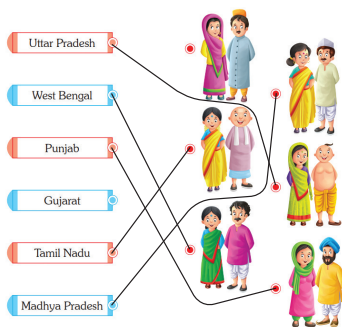 Uttar Pradesh
West Bengal
Punjab
Gujarat
Tamil Nadu
Madhya Pradesh